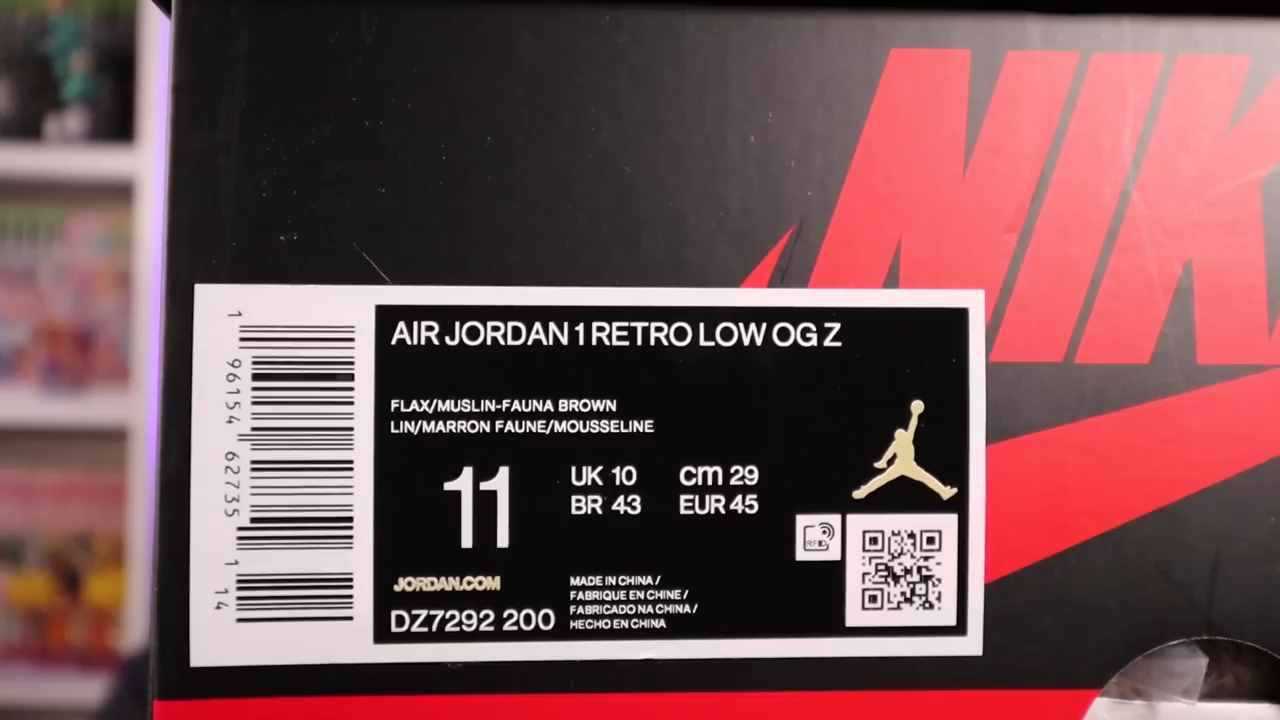 NIK
AIR JORDAN 1 RETRO LOW OG Z
FLAX/MUSLIN-FAUNA BROWN
LIN/MARRON FAUNE/MOUSSELINE
11
UK 10
BR 43
cm 29
EUR 45
RFID
JORDAN.COM
DZ7292 200
MADE IN CHINA /
FABRIQUE EN CHINE /
FABRICADO NA CHINA /
HECHO EN CHINA
1 96154 62735 1 14